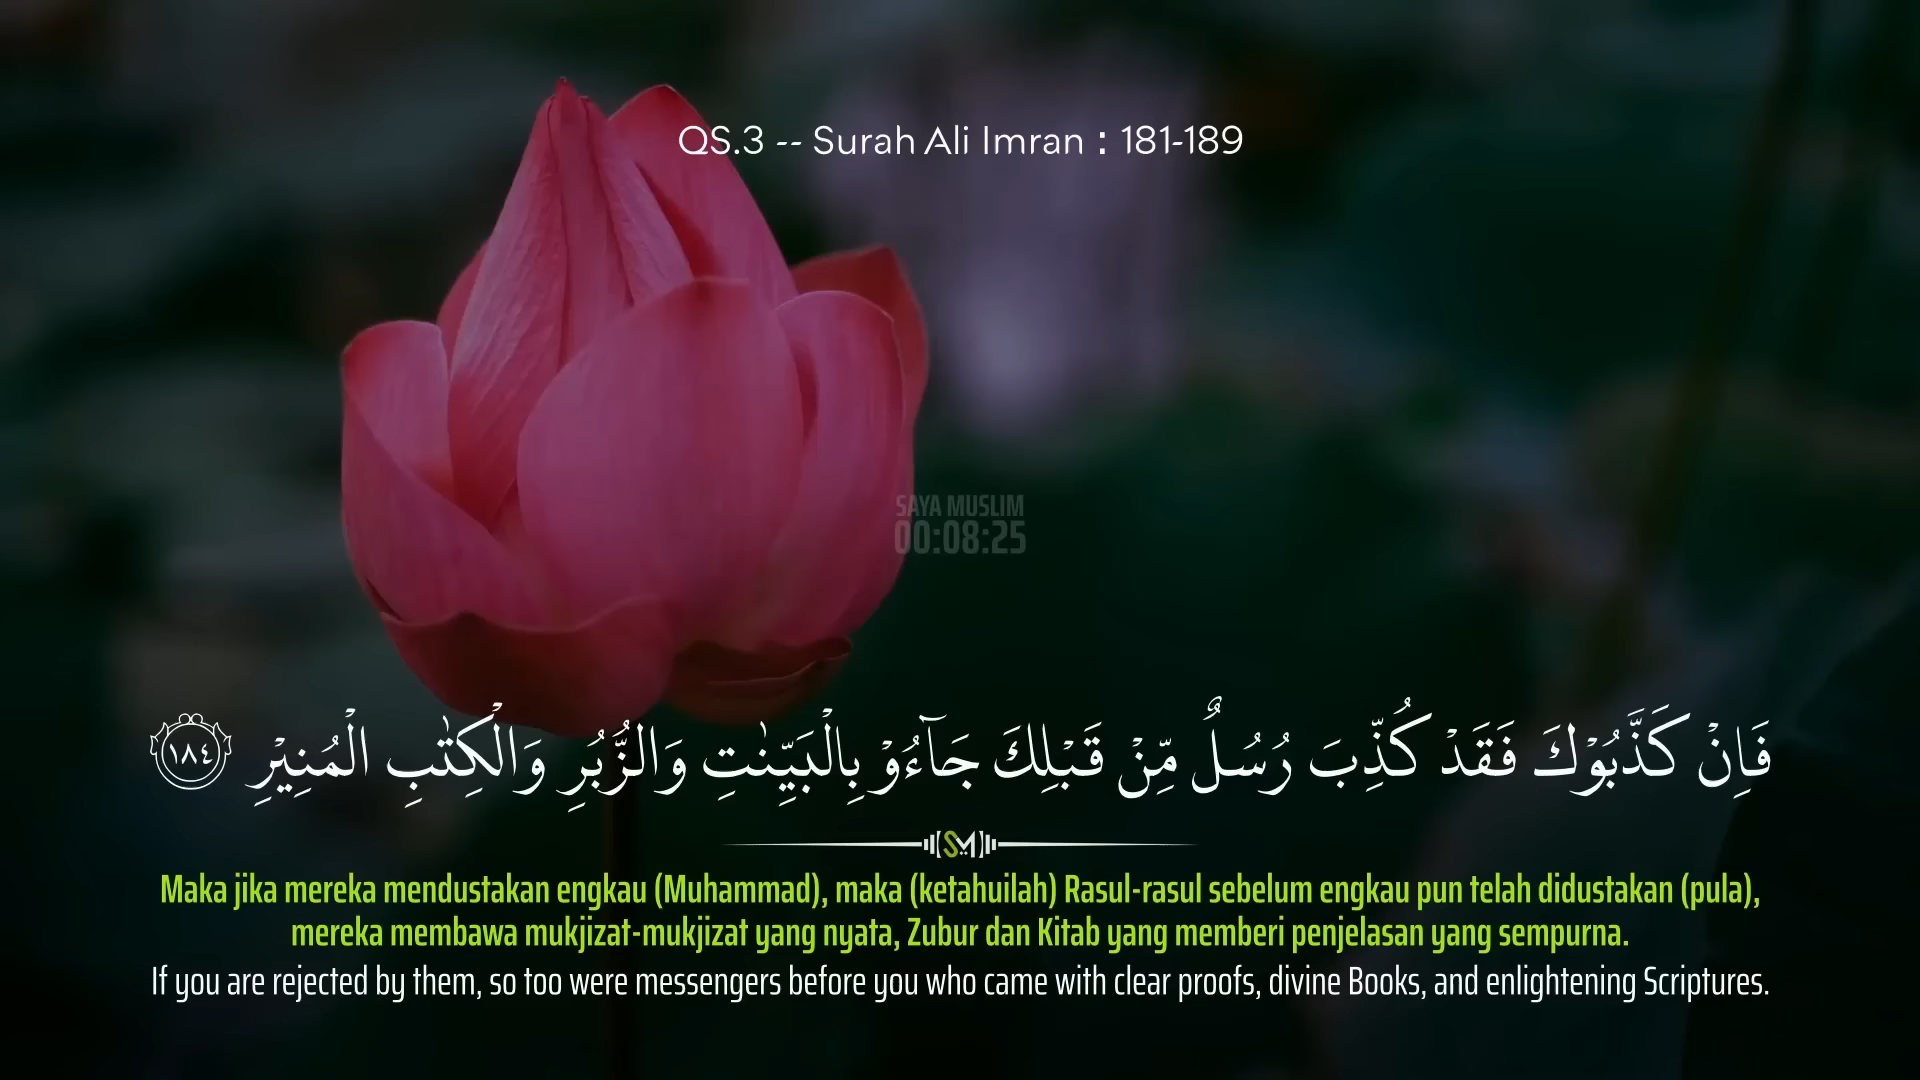 QS.3 -- Surah Ali Imran : 181-189
SAYA MUSLIM
00:08:25
فَاِنْ كَذَّبُوْكَ فَقَدْ كُذِّبَ رُسُلٌ مِّنْ قَبْلِكَ جَاۤءُوْ بِالْبَيِّنٰتِ وَالزُّبُرِ وَالْكِتٰبِ الْمُنِيْرِ ١٨٤
SM
Maka jika mereka mendustakan engkau (Muhammad), maka (ketahuilah) Rasul-rasul sebelum engkau pun telah didustakan (pula),
mereka membawa mukjizat-mukjizat yang nyata, Zubur dan Kitab yang memberi penjelasan yang sempurna.
If you are rejected by them, so too were messengers before you who came with clear proofs, divine Books, and enlightening Scriptures.